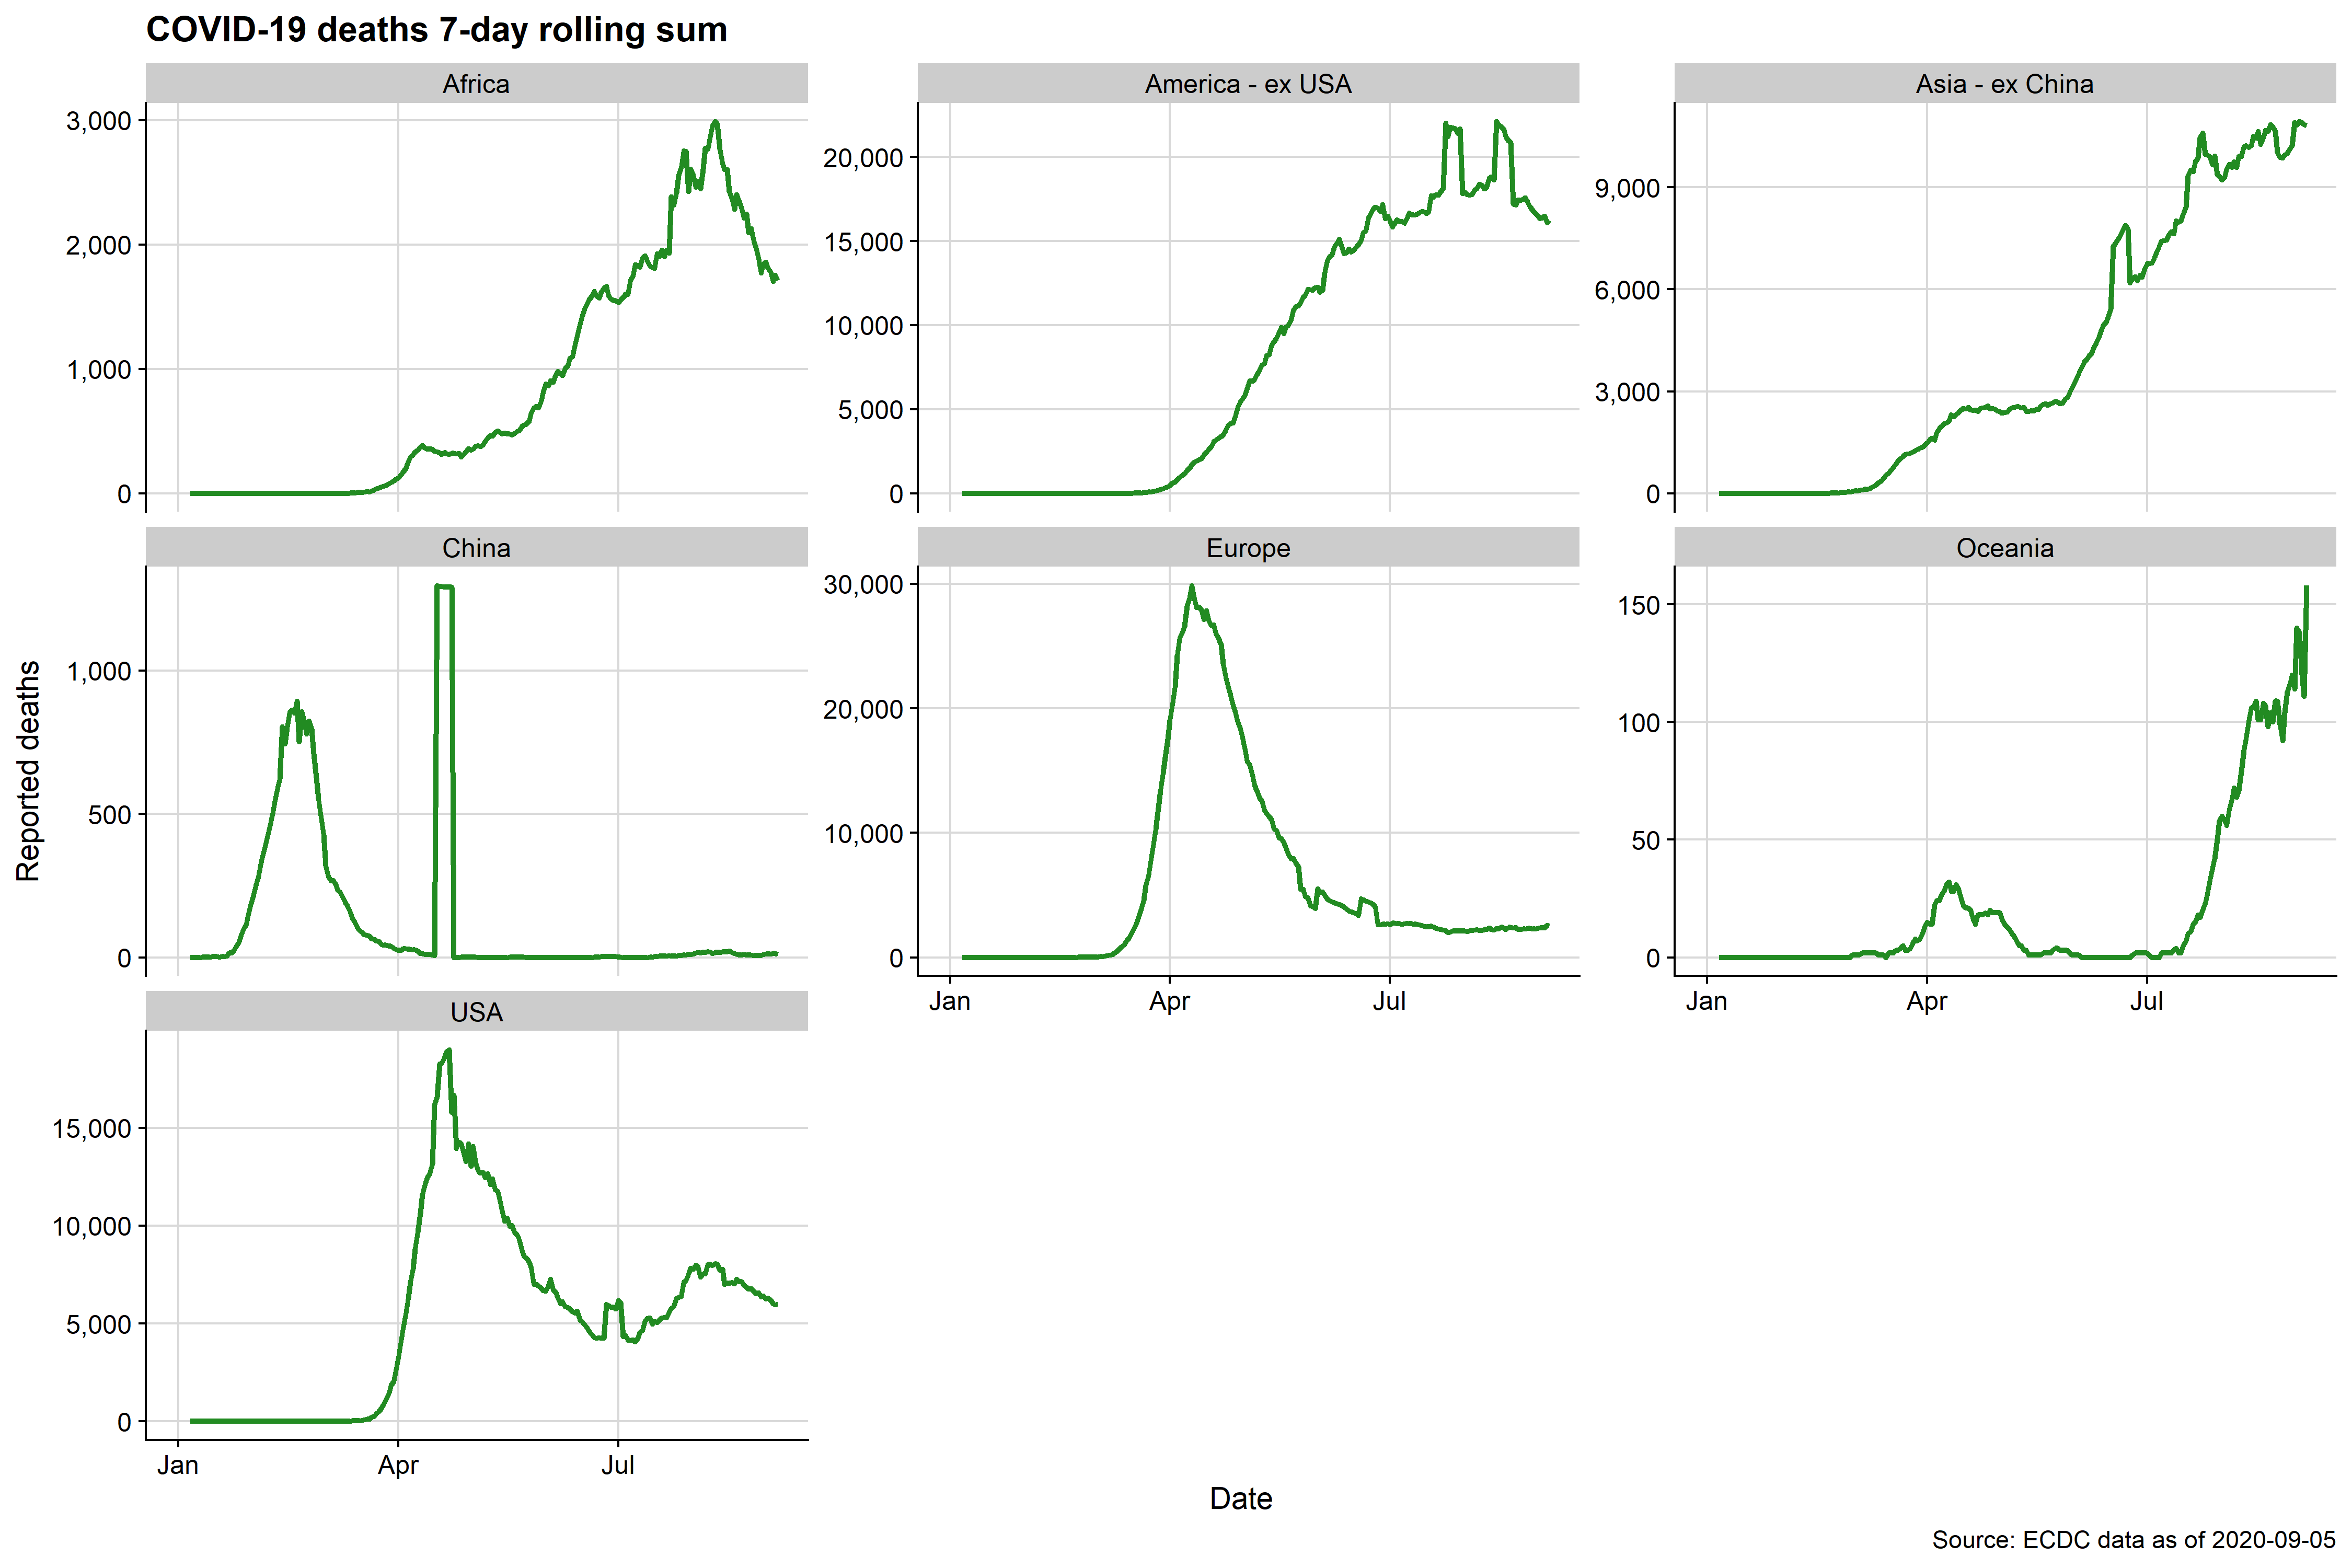 COVID-19 deaths 7-day rolling sum
Africa
America - ex USA
Asia - ex China
3,000
2,000
1,000
0
20,000
15,000
10,000
5,000
0
9,000
6,000
3,000
0
China
Europe
Oceania
1,000
500
0
30,000
20,000
10,000
0
150
100
50
0
Jan Apr Jul
Jan Apr Jul
USA
15,000
10,000
5,000
0
Jan Apr Jul
Reported deaths
Date
Source: ECDC data as of 2020-09-05